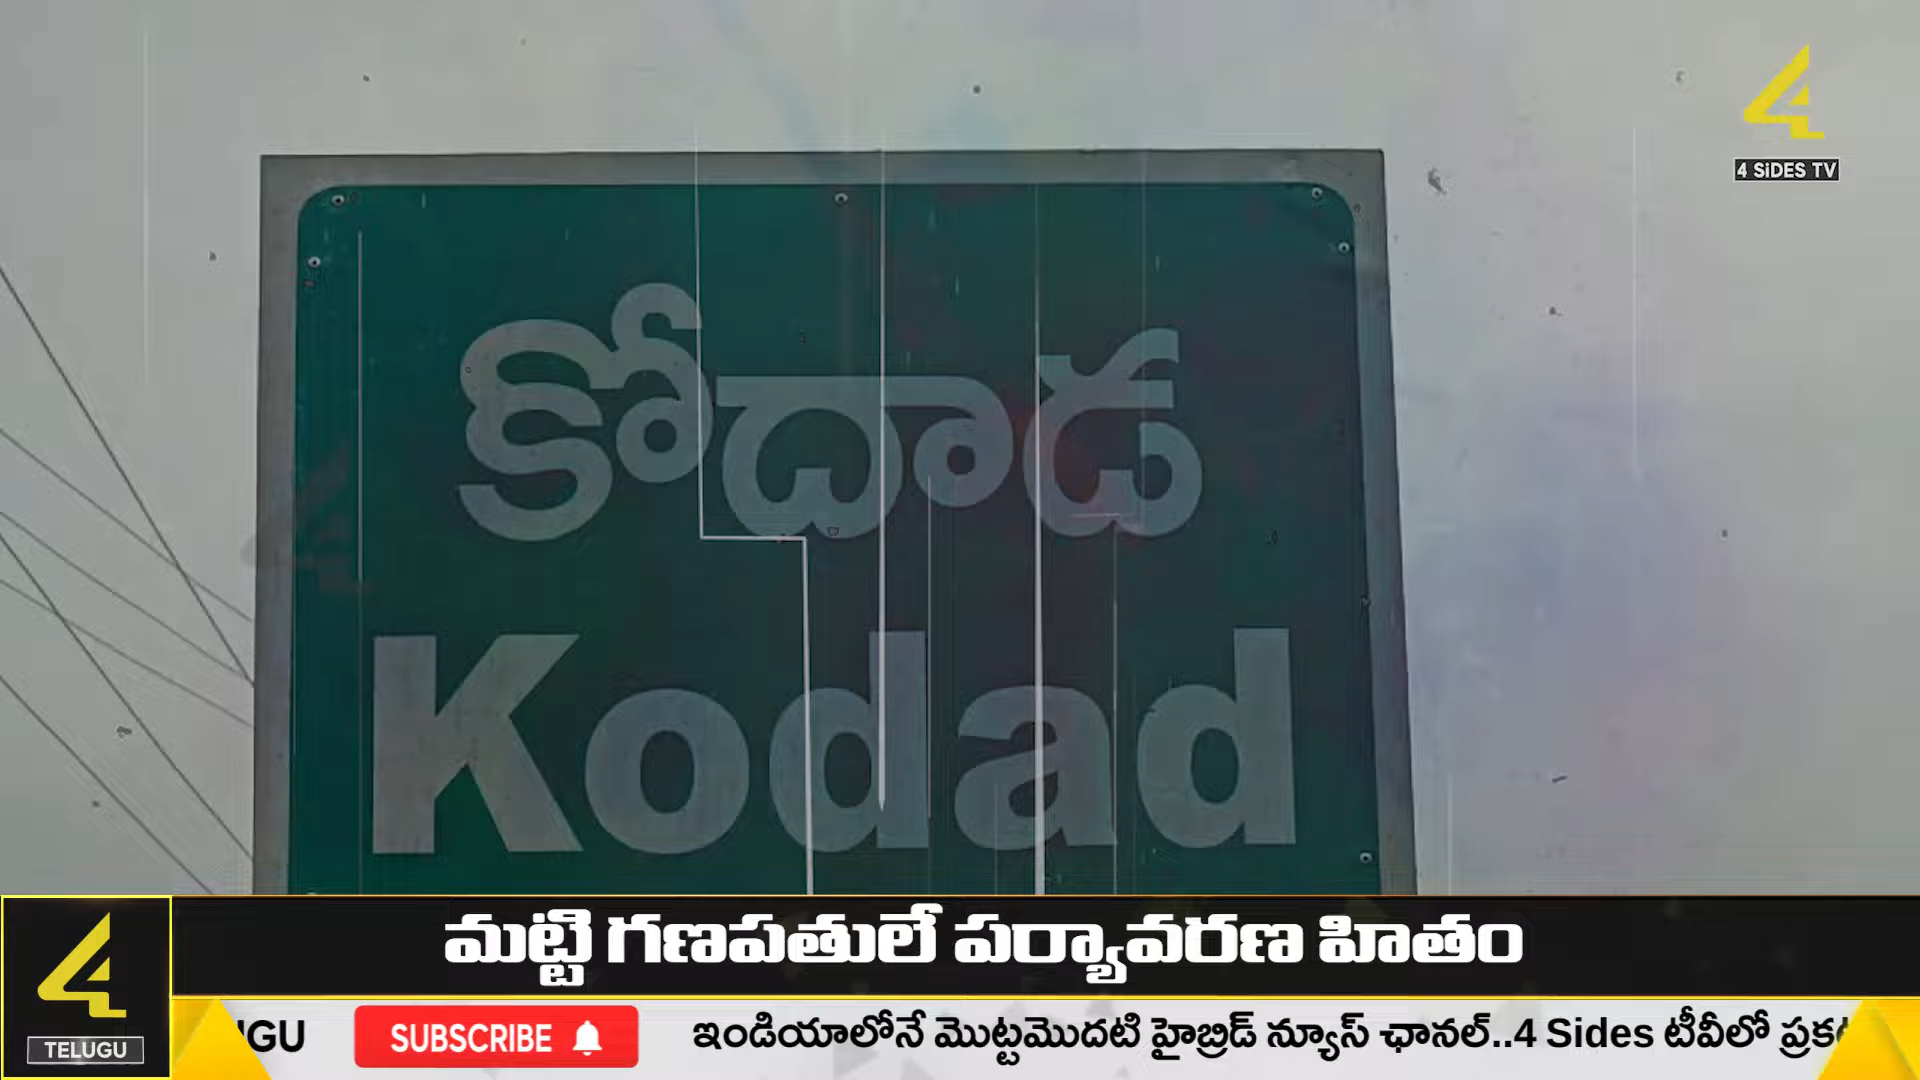 4 SiDES TV
కోదాడ
Kodad
మట్టి గణపతులే పర్యావరణ హితం
TELUGU
SUBSCRIBE
ఇండియాలోనే మొట్టమొదటి హైబ్రిడ్ న్యూస్ ఛానల్..4 Sides టీవీలో